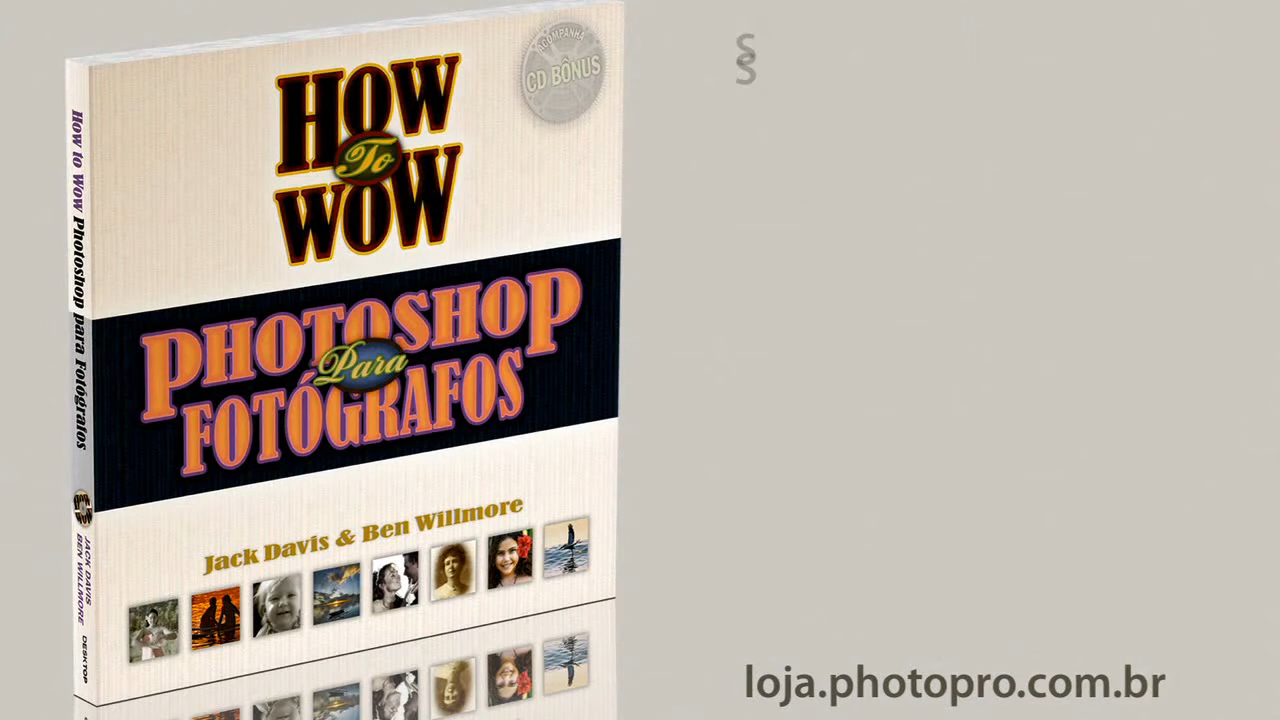 HOW
To
WOW
ACOMPANHA
CD BÔNUS
PHOTOSHOP
Para
FOTÓGRAFOS
Jack Davis & Ben Willmore
How to Wow Photoshop para Fotógrafos
JACK DAVIS
BEN WILLMORE
DESKTOP
§
loja.photopro.com.br